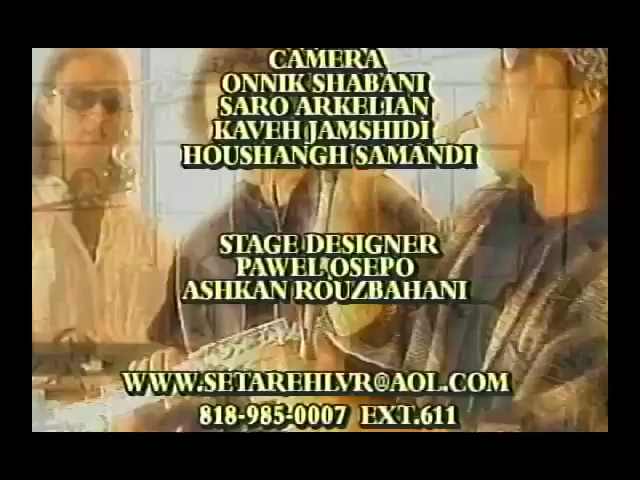 CAMERA
ONNIK SHABANI
SARO ARKELIAN
KAVEH JAMSHIDI
HOUSHANGH SAMANDI
STAGE DESIGNER
PAWEL OSEPO
ASHKAN ROUZBAHANI
WWW.SETAREHLVR@AOL.COM
818-985-0007 EXT.611